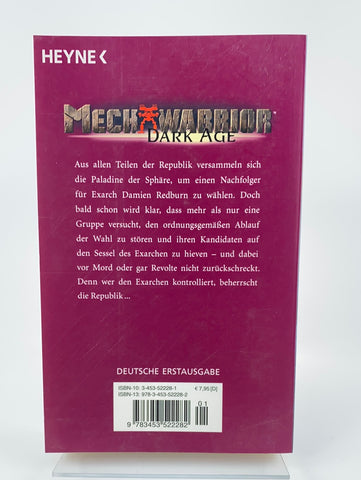 HEYNE<
MECHWARRIOR™
DARK AGE
Aus allen Teilen der Republik versammeln sich
die Paladine der Sphäre, um einen Nachfolger
für Exarch Damien Redburn zu wählen. Doch
bald schon wird klar, dass mehr als nur eine
Gruppe versucht, den ordnungsgemäßen Ablauf
der Wahl zu stören und ihren Kandidaten auf
den Sessel des Exarchen zu hieven – und dabei
vor Mord oder gar Revolte nicht zurückschreckt.
Denn wer den Exarchen kontrolliert, beherrscht
die Republik ...
DEUTSCHE ERSTAUSGABE
ISBN-10: 3-453-52228-1 € 7,95 [D]
ISBN-13: 978-3-453-52228-2
01
9 783453 522282